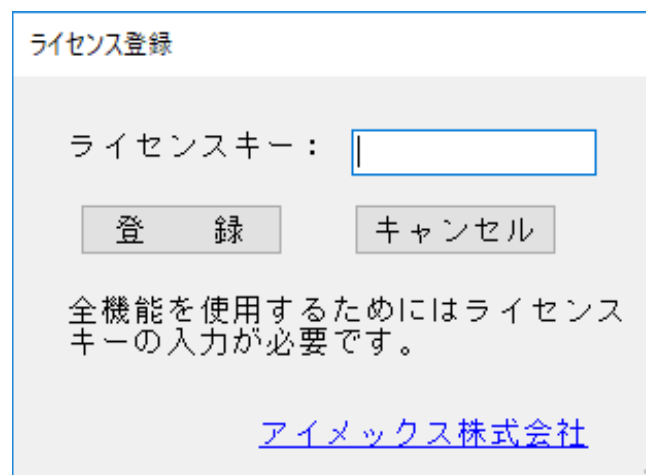 ライセンス登録
ライセンスキー：
登　録　キャンセル
全機能を使用するためにはライセンス
キーの入力が必要です。
アイメックス株式会社